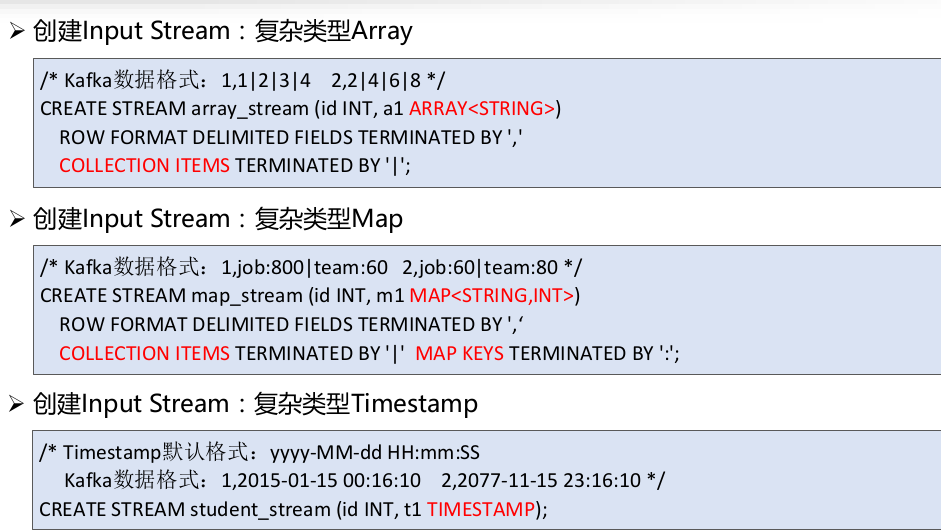 ➢ 创建Input Stream：复杂类型Array
/* Kafka数据格式：1,1|2|3|4 2,2|4|6|8 */
CREATE STREAM array_stream (id INT, a1 ARRAY<STRING>)
ROW FORMAT DELIMITED FIELDS TERMINATED BY ','
COLLECTION ITEMS TERMINATED BY '|';
➢ 创建Input Stream：复杂类型Map
/* Kafka数据格式：1,job:800|team:60 2,job:60|team:80 */
CREATE STREAM map_stream (id INT, m1 MAP<STRING,INT>)
ROW FORMAT DELIMITED FIELDS TERMINATED BY ',‘
COLLECTION ITEMS TERMINATED BY '|' MAP KEYS TERMINATED BY ':';
➢ 创建Input Stream：复杂类型Timestamp
/* Timestamp默认格式：yyyy-MM-dd HH:mm:SS
Kafka数据格式：1,2015-01-15 00:16:10 2,2077-11-15 23:16:10 */
CREATE STREAM student_stream (id INT, t1 TIMESTAMP);